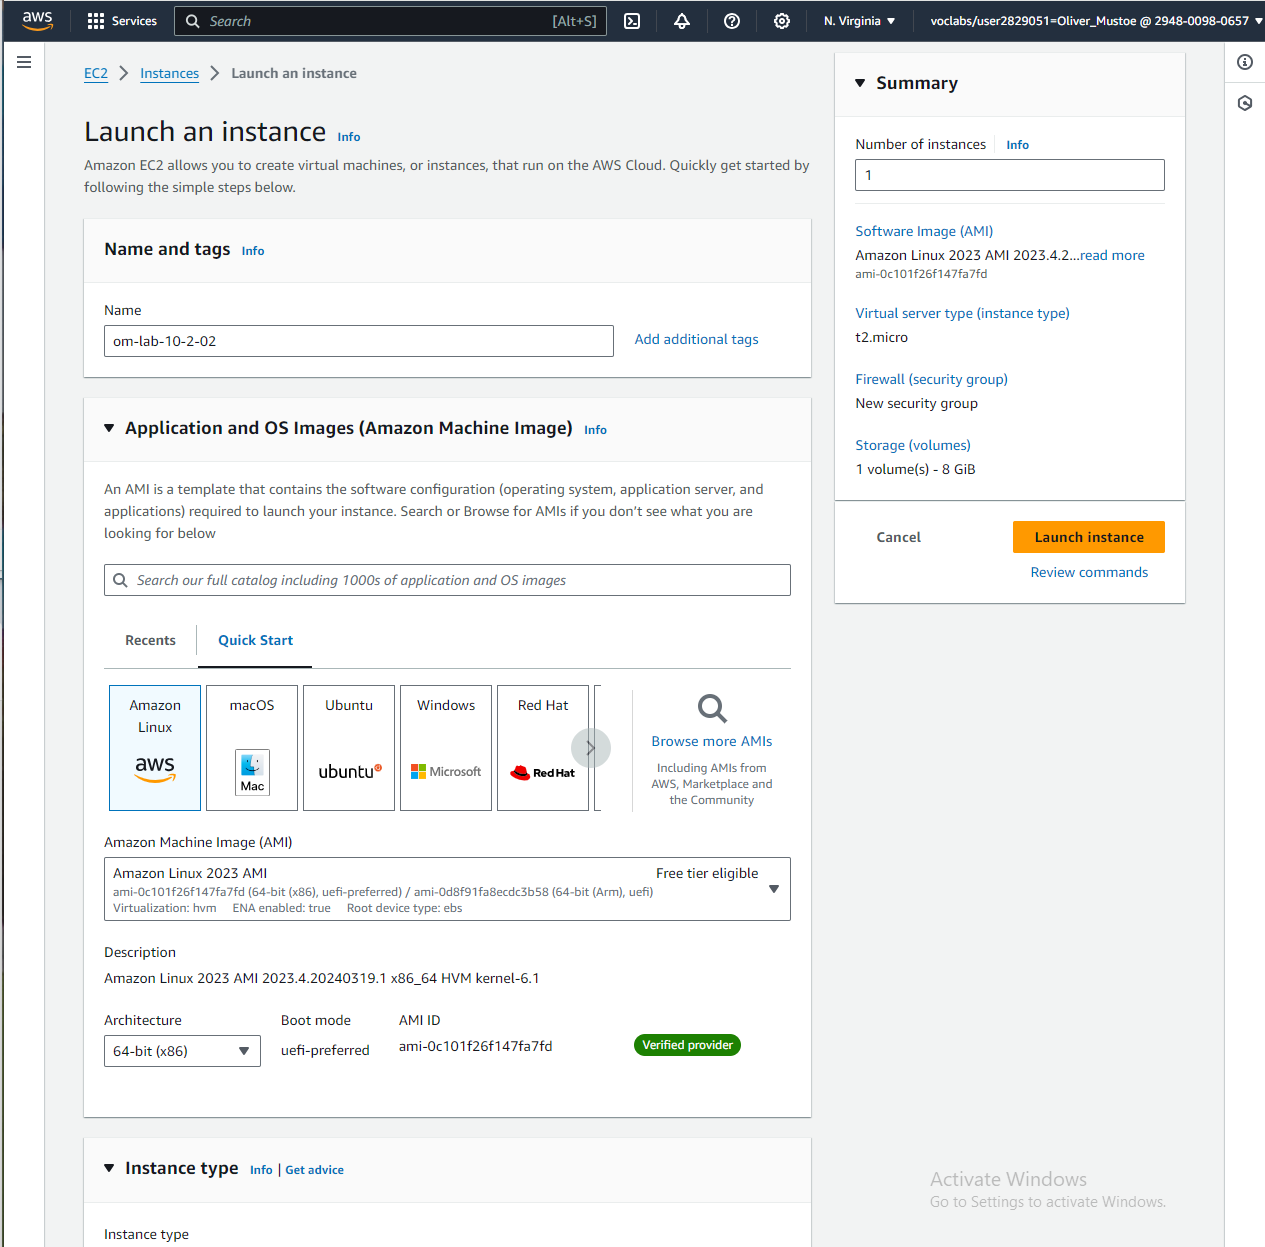 aws
Services
Search
[Alt+S]
N. Virginia
voclabs/user2829051=Oliver_Mustoe @ 2948-0098-0657
EC2
Instances
Launch an instance
Launch an instance Info
Amazon EC2 allows you to create virtual machines, or instances, that run on the AWS Cloud. Quickly get started by
following the simple steps below.
Name and tags Info
Name
om-lab-10-2-02
Add additional tags
Application and OS Images (Amazon Machine Image) Info
An AMI is a template that contains the software configuration (operating system, application server, and
applications) required to launch your instance. Search or Browse for AMIs if you don’t see what you are
looking for below
Search our full catalog including 1000s of application and OS images
Recents
Quick Start
Amazon
Linux
aws
macOS
Mac
Ubuntu
ubuntu
Windows
Microsoft
Red Hat
Red Hat
Browse more AMIs
Including AMIs from
AWS, Marketplace and
the Community
Amazon Machine Image (AMI)
Amazon Linux 2023 AMI
Free tier eligible
ami-0c101f26f147fa7fd (64-bit (x86), uefi-preferred) / ami-0d8f91fa8ecdc3b58 (64-bit (Arm), uefi)
Virtualization: hvm ENA enabled: true Root device type: ebs
Description
Amazon Linux 2023 AMI 2023.4.20240319.1 x86_64 HVM kernel-6.1
Architecture
64-bit (x86)
Boot mode
uefi-preferred
AMI ID
ami-0c101f26f147fa7fd
Verified provider
Instance type Info | Get advice
Instance type
Summary
Number of instances Info
1
Software Image (AMI)
Amazon Linux 2023 AMI 2023.4.2...read more
ami-0c101f26f147fa7fd
Virtual server type (instance type)
t2.micro
Firewall (security group)
New security group
Storage (volumes)
1 volume(s) - 8 GiB
Cancel
Launch instance
Review commands
Activate Windows
Go to Settings to activate Windows.